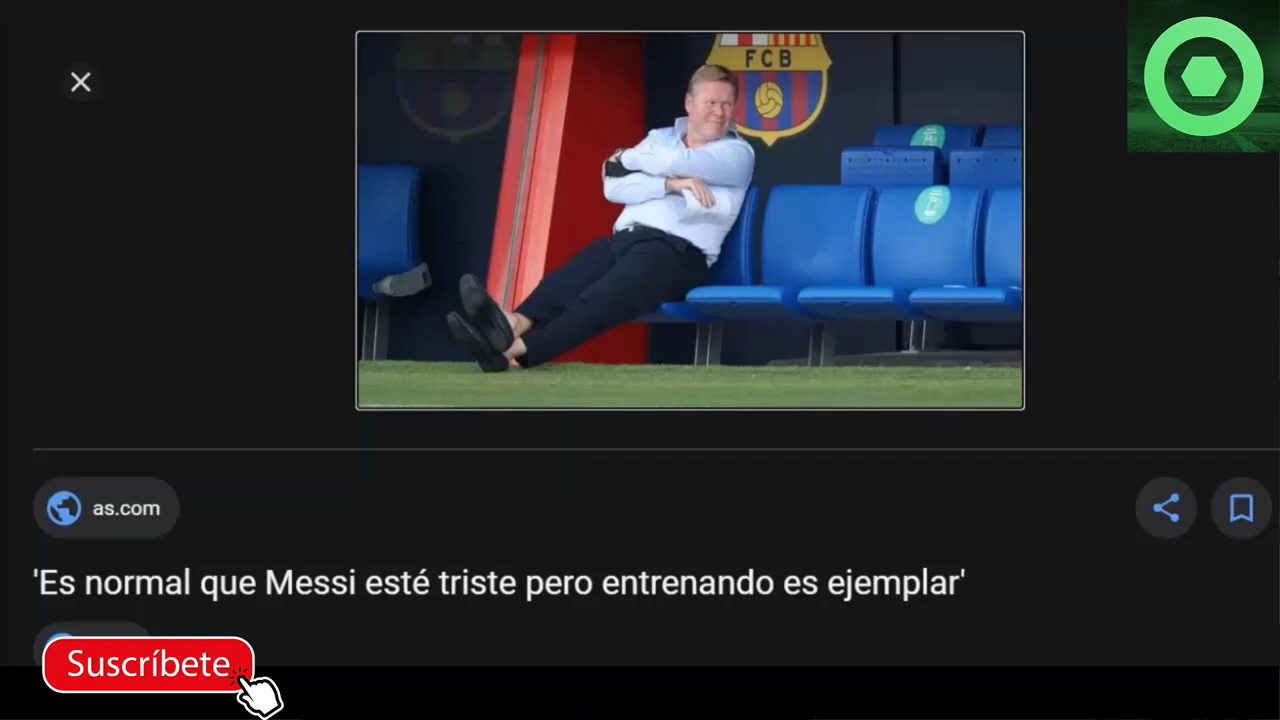 FCB
as.com
'Es normal que Messi esté triste pero entrenando es ejemplar'
Suscríbete